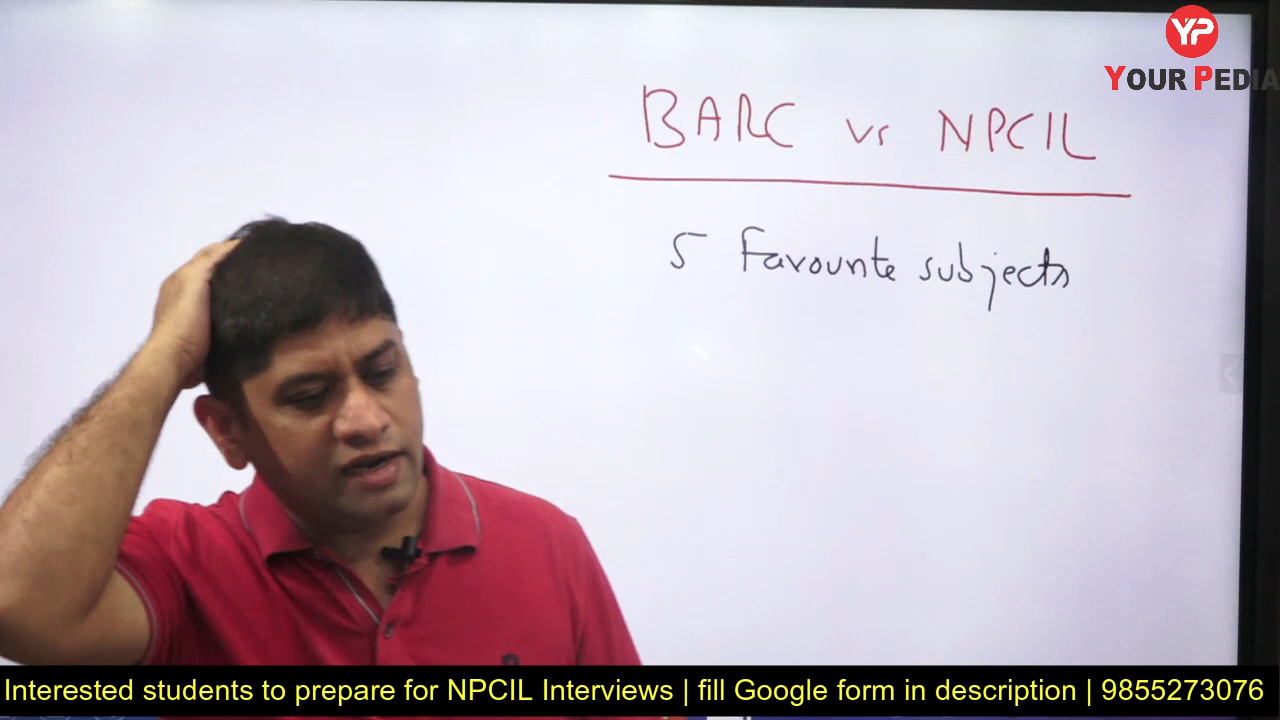 YP
YOUR PEDIA
BARC vs NPCIL
5 Favourite subjects
Interested students to prepare for NPCIL Interviews | fill Google form in description | 9855273076